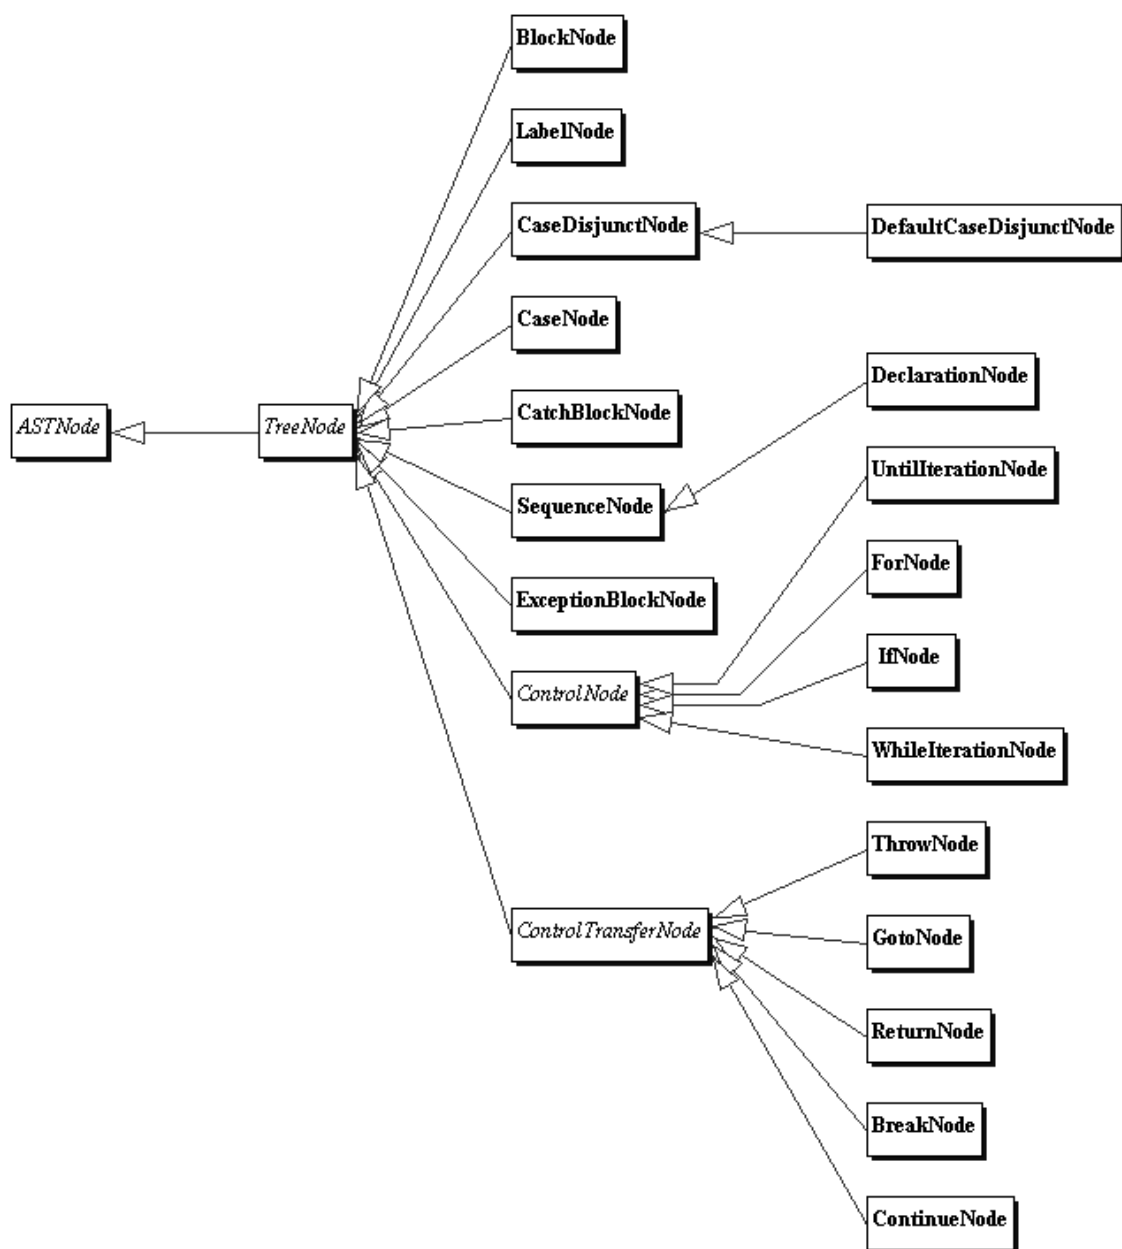 BlockNode
LabelNode
CaseDisjunctNode
DefaultCaseDisjunctNode
CaseNode
DeclarationNode
ASTNode
TreeNode
CatchBlockNode
UntilIterationNode
SequenceNode
ForNode
ExceptionBlockNode
IfNode
ControlNode
WhileIterationNode
ThrowNode
ControlTransferNode
GotoNode
ReturnNode
BreakNode
ContinueNode